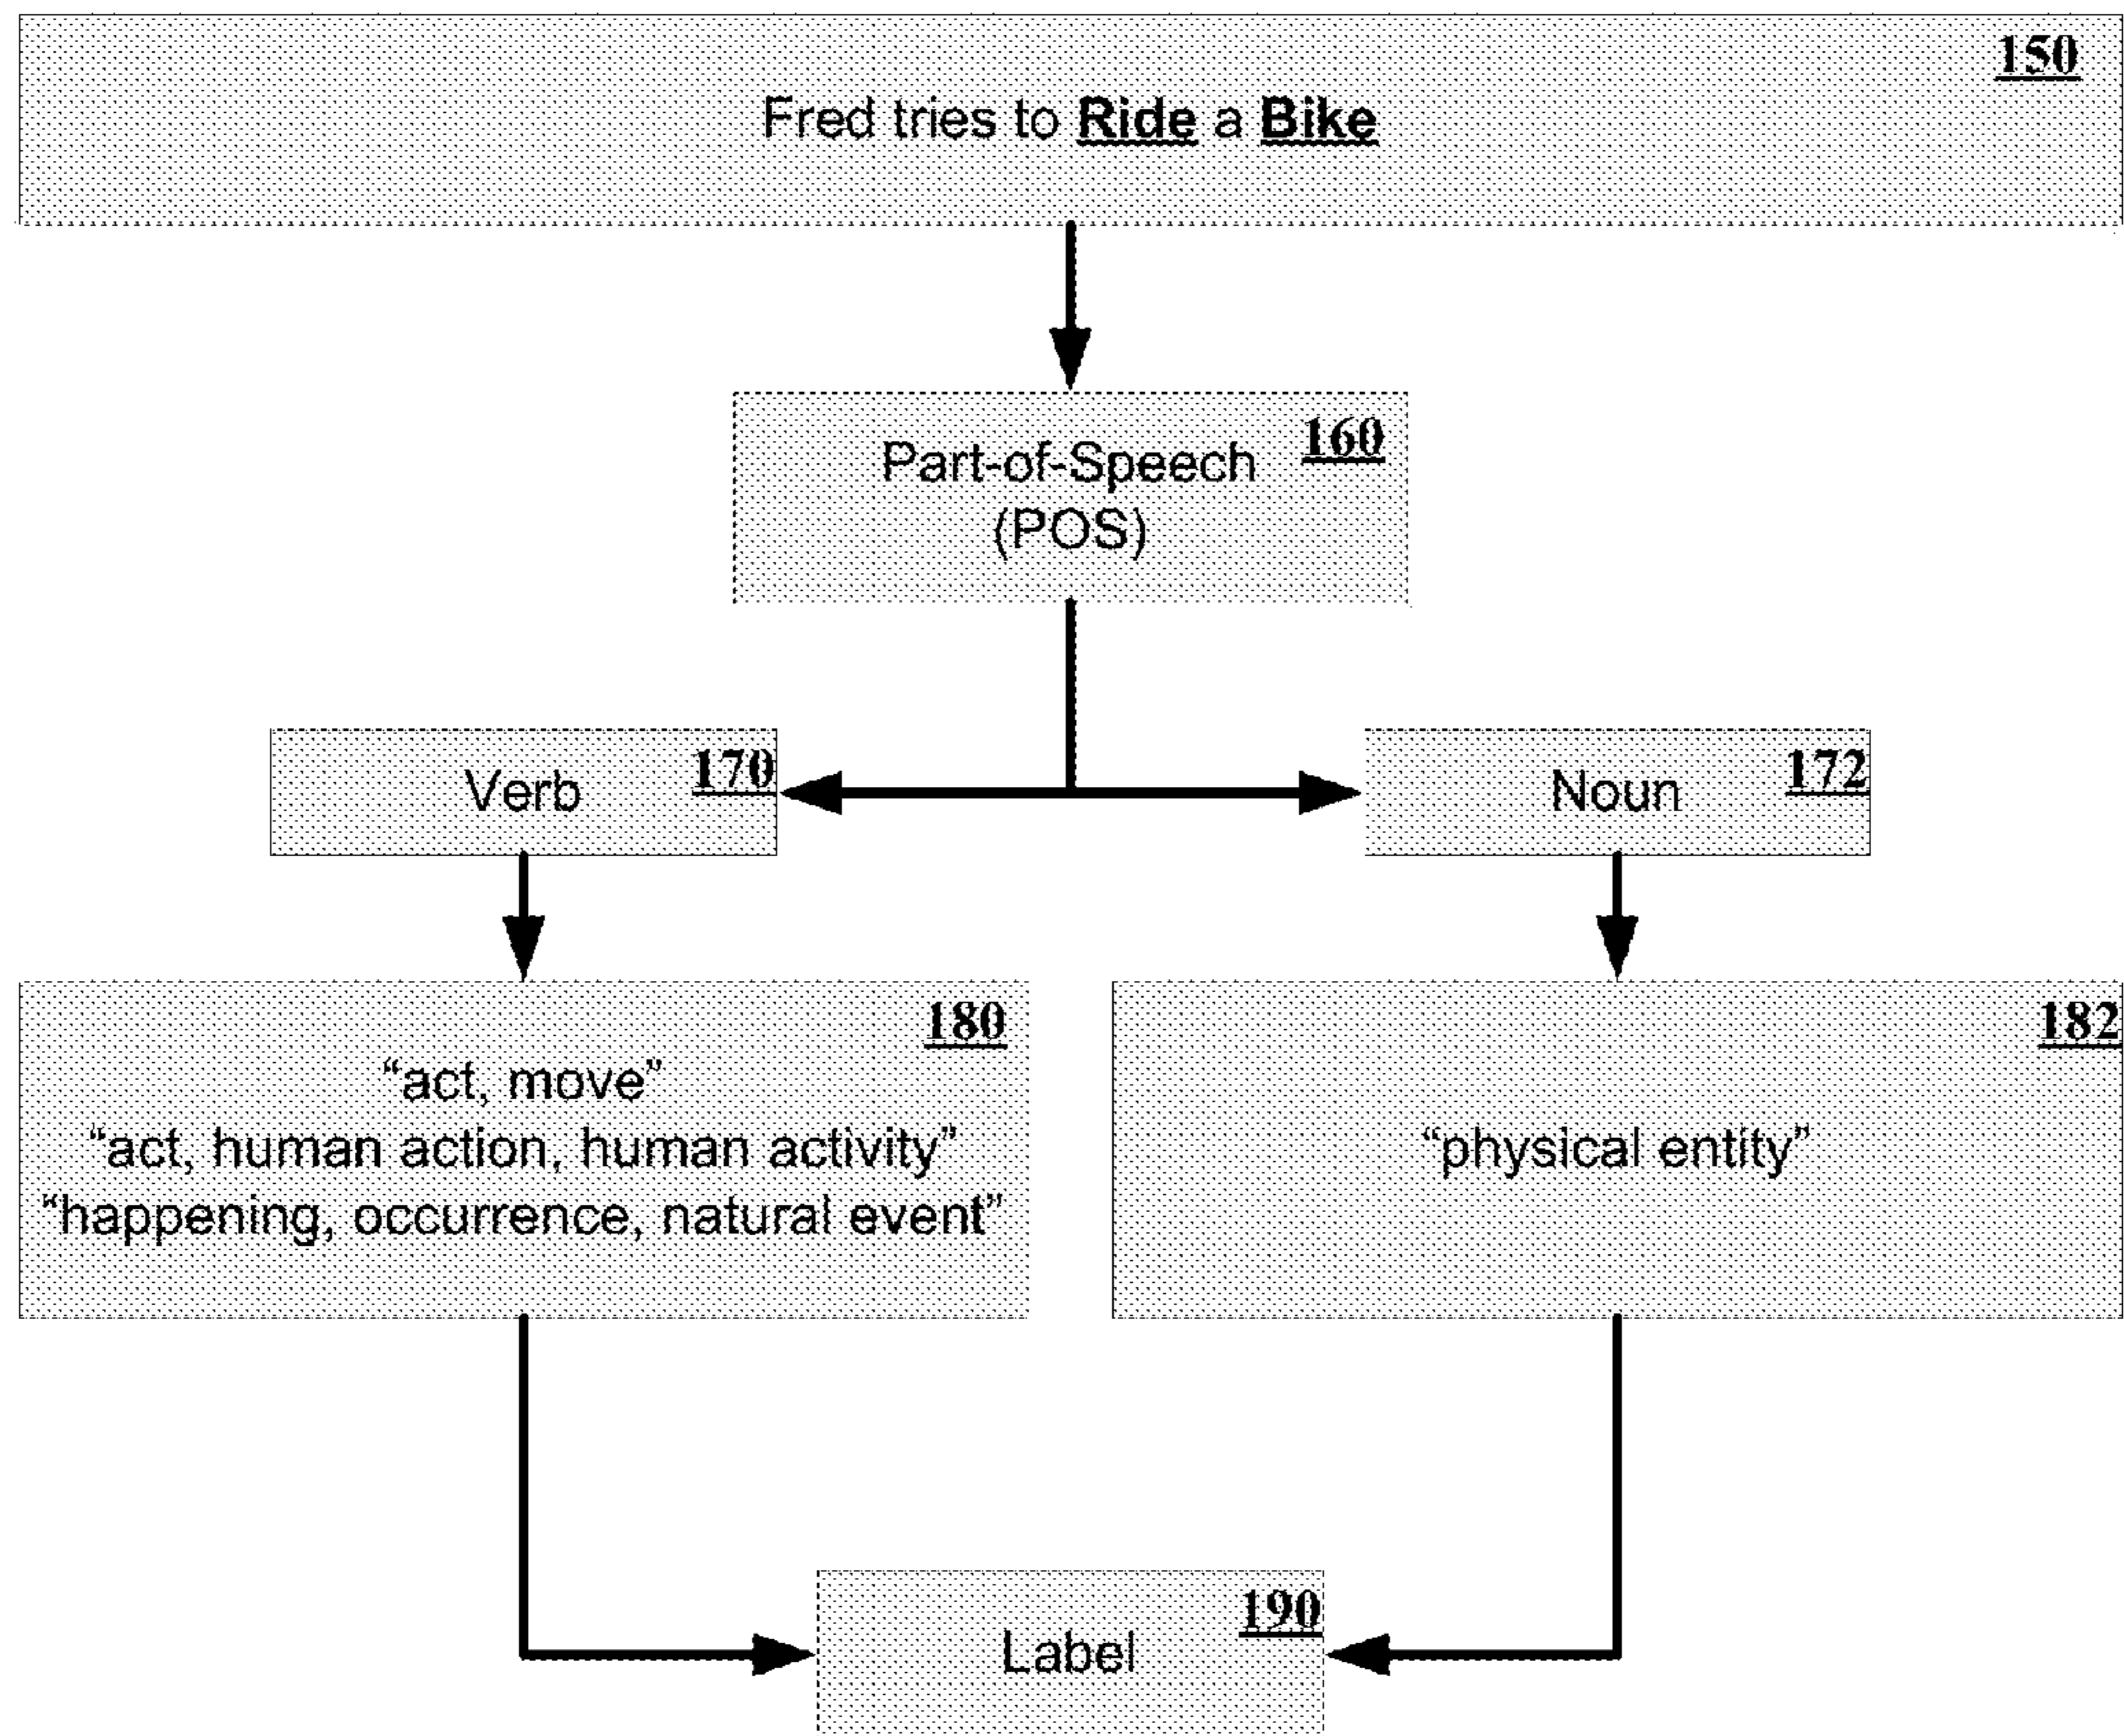 150
Fred tries to Ride a Bike
160
Part-of-Speech
(POS)
170
Verb
172
Noun
180
“act, move”
“act, human action, human activity”
“happening, occurrence, natural event”
182
“physical entity”
190
Label